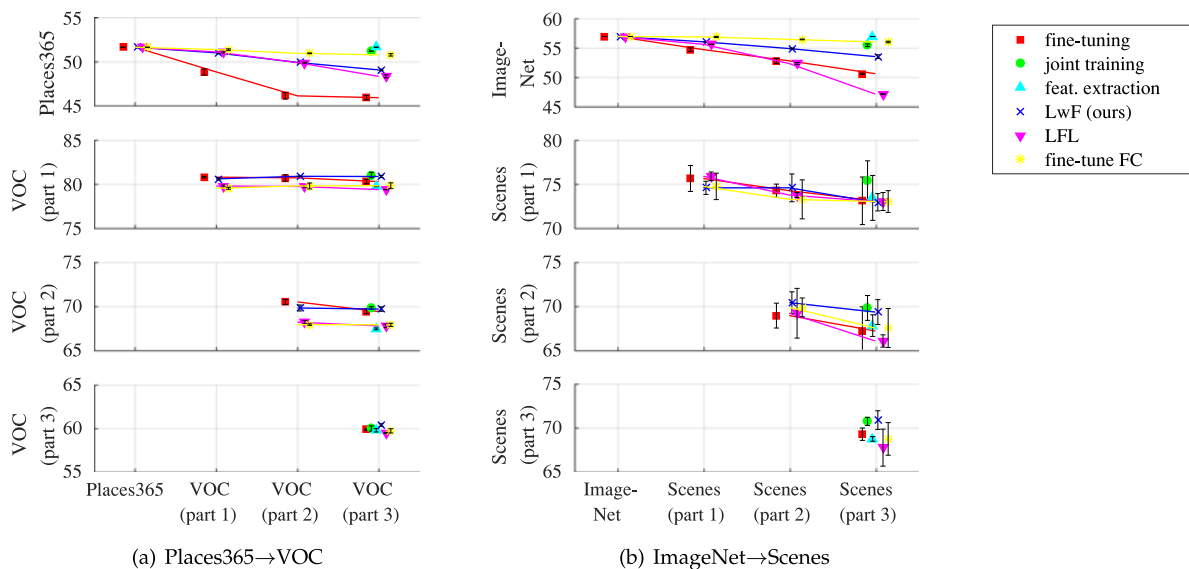 Places365
55
50
45
VOC
(part 1)
85
80
75
VOC
(part 2)
75
70
65
VOC
(part 3)
65
60
55
Places365
VOC
(part 1)
VOC
(part 2)
VOC
(part 3)
(a) Places365→VOC
Image-
Net
60
55
50
45
Scenes
(part 1)
80
75
70
Scenes
(part 2)
75
70
65
Scenes
(part 3)
75
70
65
Image-
Net
Scenes
(part 1)
Scenes
(part 2)
Scenes
(part 3)
(b) ImageNet→Scenes
fine-tuning
joint training
feat. extraction
LwF (ours)
LFL
fine-tune FC